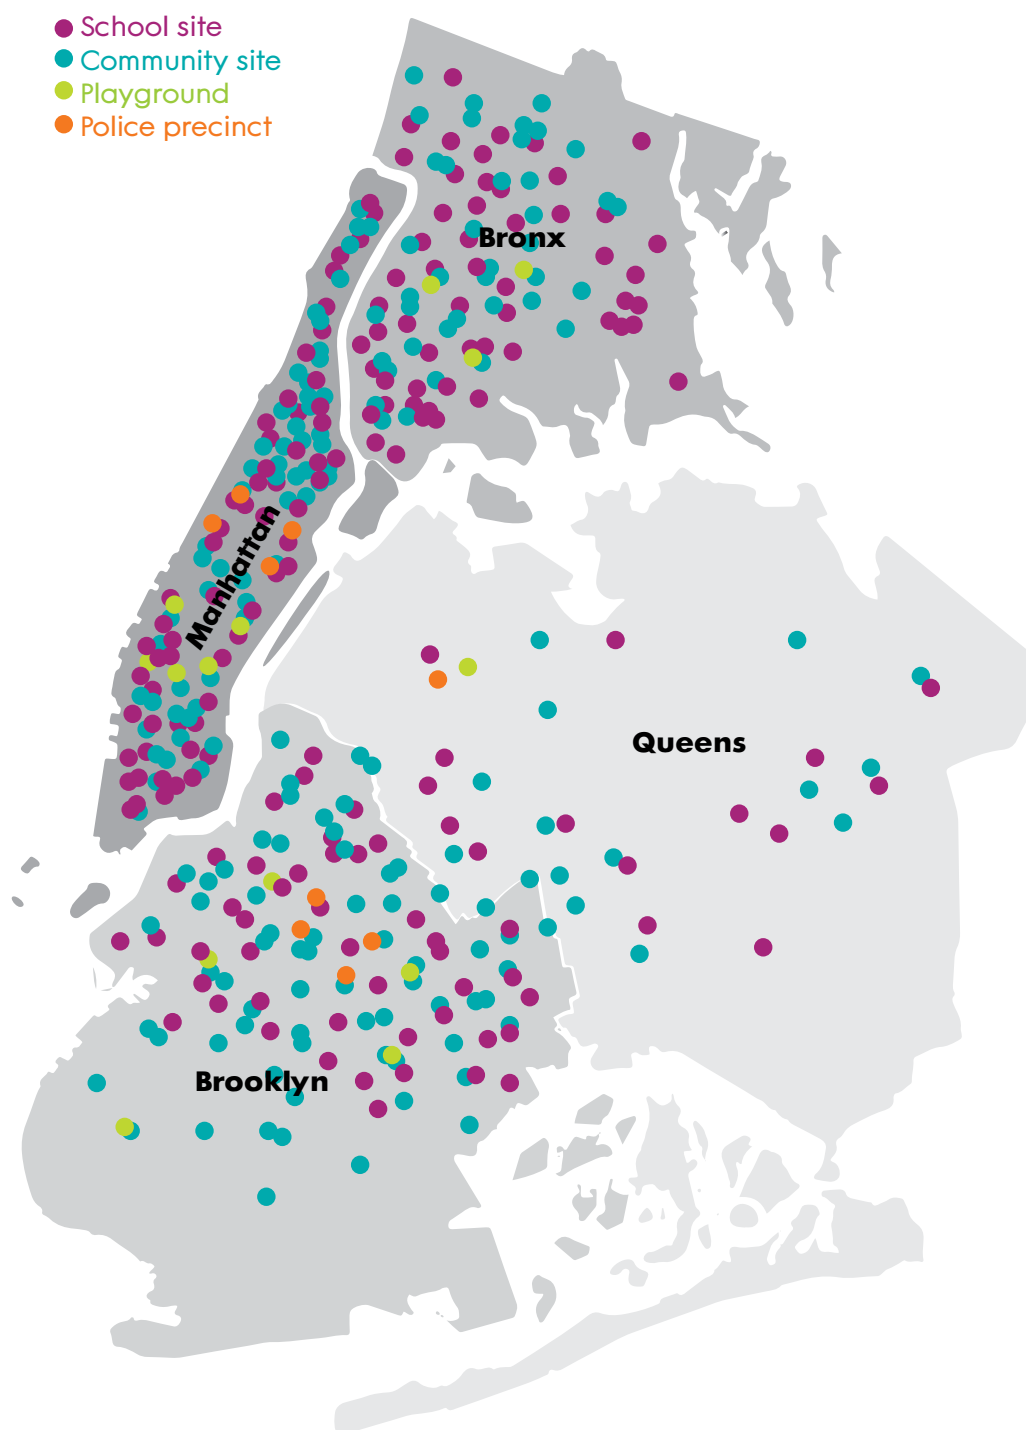 School site
Community site
Playground
Police precinct
Bronx
Manhattan
Queens
Brooklyn